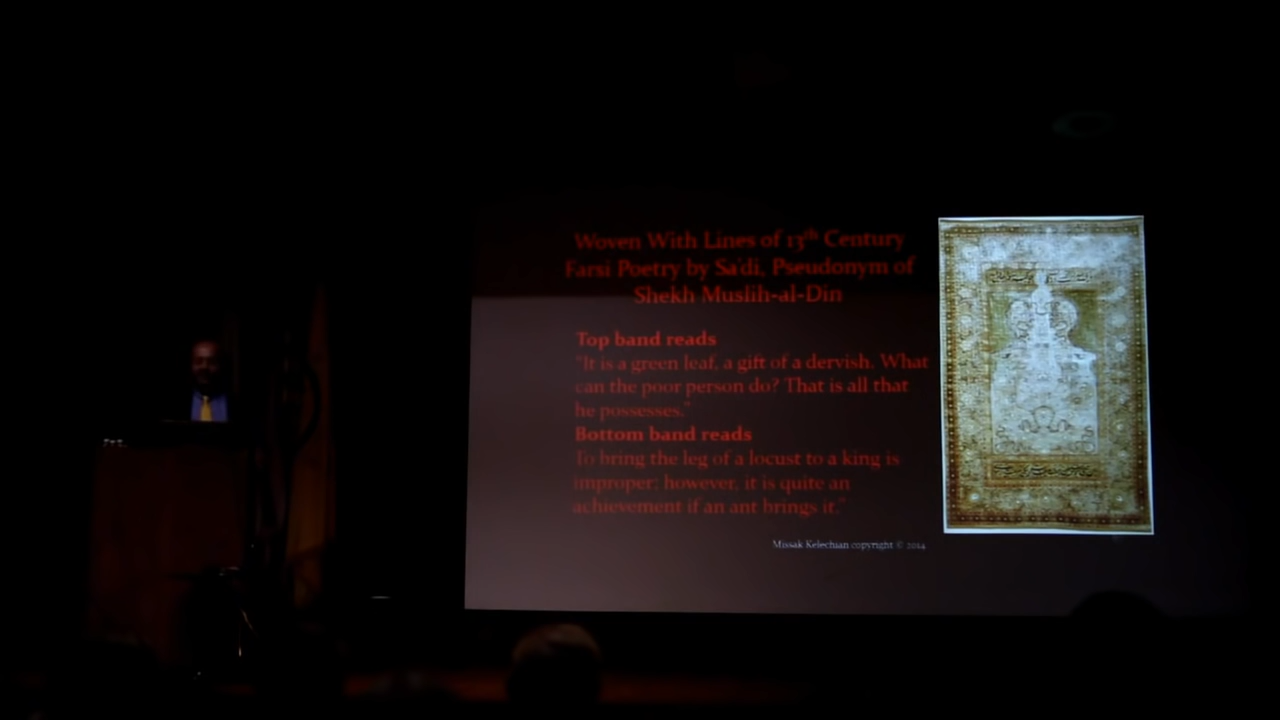 Woven With Lines of 13th Century
Farsi Poetry by Sa'di, Pseudonym of
Shekh Muslih-al-Din
Top band reads
"It is a green leaf, a gift of a dervish. What
can the poor person do? That is all that
he possesses."
Bottom band reads
To bring the leg of a locust to a king is
improper; however, it is quite an
achievement if an ant brings it."
Missak Kelechian copyright © 2014